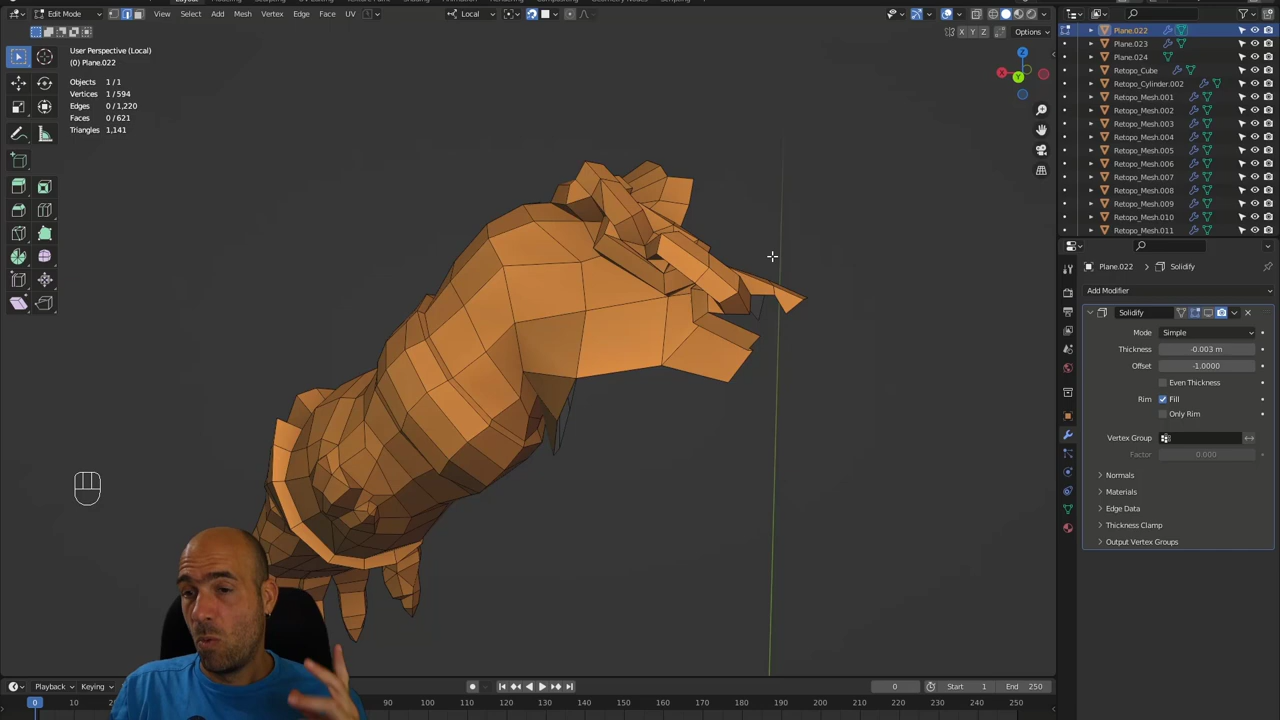 Layout
Edit Mode
View Select Add Mesh Vertex Edge Face UV
Local
X Y Z Options
User Perspective (Local)
(0) Plane.022
Objects 1 / 1
Vertices 1 / 594
Edges 0 / 1,220
Faces 0 / 621
Triangles 1,141
Z
X
Y
Plane.022
Plane.023
Plane.024
Retopo_Cube
Retopo_Cylinder.002
Retopo_Mesh.001
Retopo_Mesh.002
Retopo_Mesh.003
Retopo_Mesh.004
Retopo_Mesh.005
Retopo_Mesh.006
Retopo_Mesh.007
Retopo_Mesh.008
Retopo_Mesh.009
Retopo_Mesh.010
Retopo_Mesh.011
Plane.022 > Solidify
Add Modifier
Solidify
Mode Simple
Thickness -0.003 m
Offset -1.0000
Even Thickness
Rim Fill
Only Rim
Vertex Group
Factor 0.000
Normals
Materials
Edge Data
Thickness Clamp
Output Vertex Groups
Playback Keying
0 Start 1 End 250
0 10 70 80 90 100 110 120 130 140 150 160 170 180 190 200 210 220 230 240 250